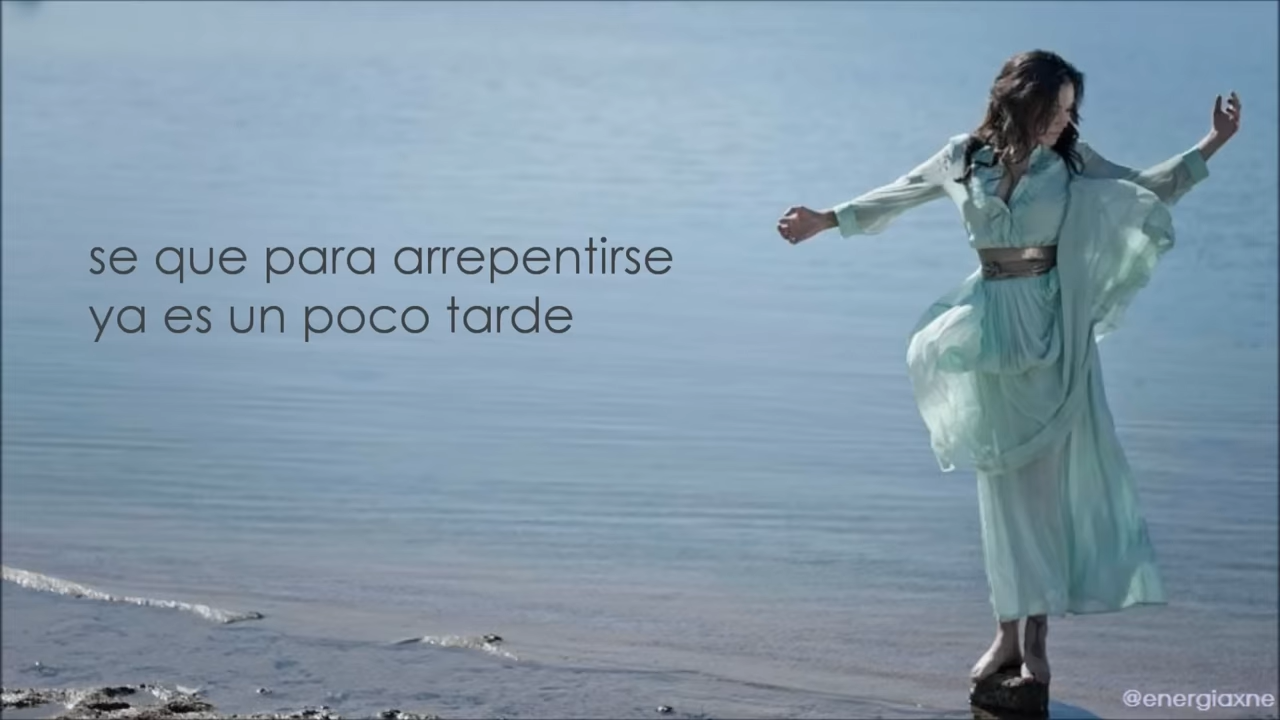 se que para arrepentirse
ya es un poco tarde
@energiaxne